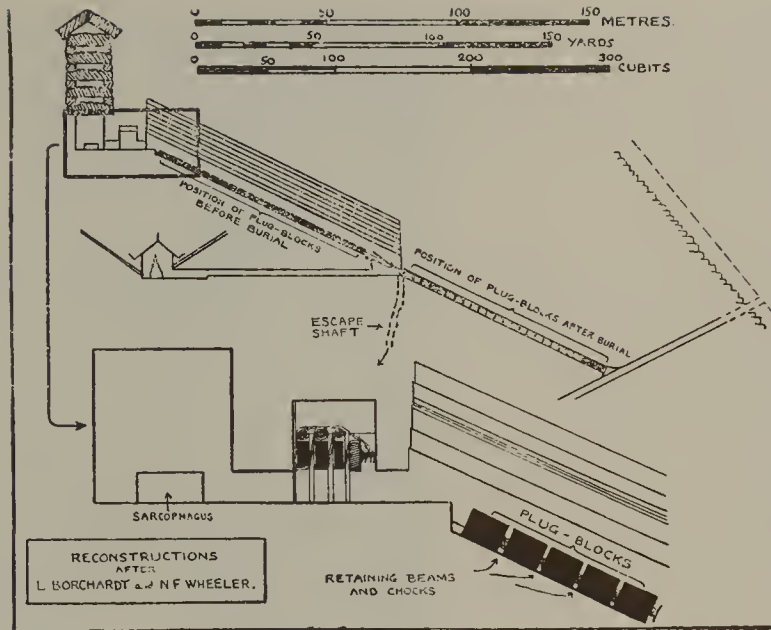 0 50 100 150 METRES.
0 50 100 150 YARDS
0 50 100 200 300 CUBITS
POSITION OF PLUG-BLOCKS
BEFORE BURIAL
POSITION OF PLUG-BLOCKS AFTER BURIAL
ESCAPE
SHAFT
SARCOPHAGUS
PLUG-BLOCKS
RECONSTRUCTIONS
AFTER
L BORCHARDT and N F WHEELER.
RETAINING BEAMS
AND CHOCKS